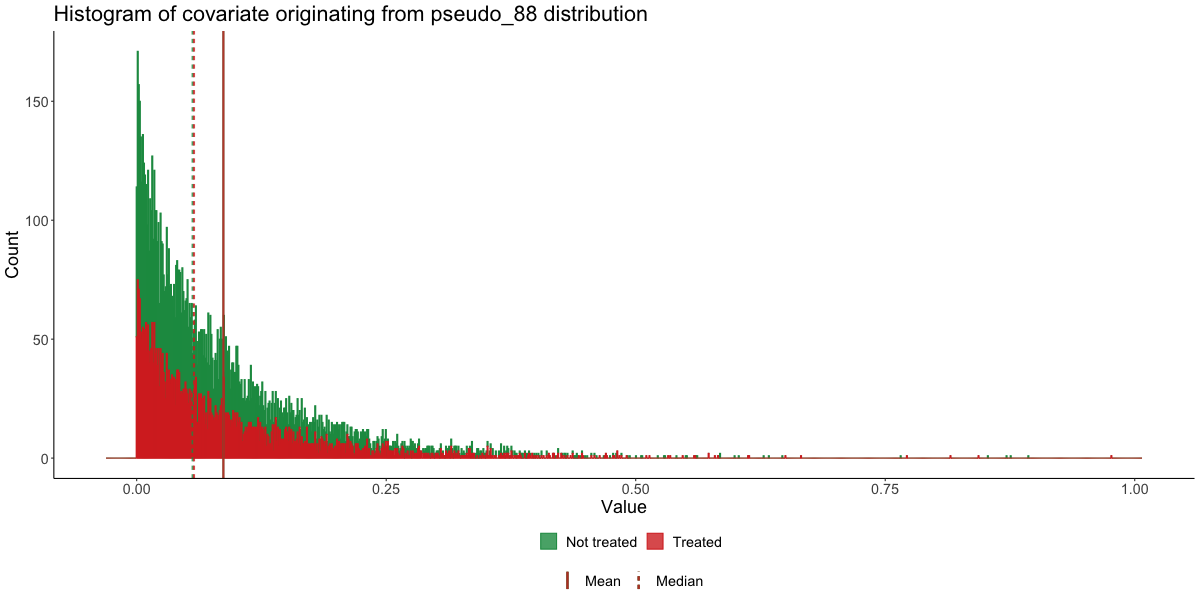 Histogram of covariate originating from pseudo_88 distribution
Count
150
100
50
0
0.00 0.25 0.50 0.75 1.00
Value
Not treated Treated
Mean Median